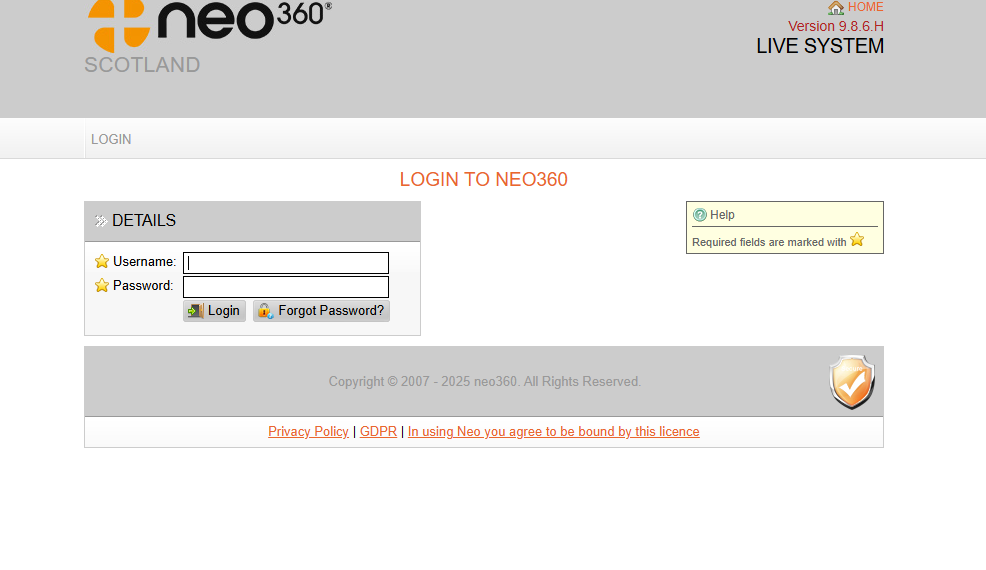 neo360®
SCOTLAND
HOME
Version 9.8.6.H
LIVE SYSTEM
LOGIN
LOGIN TO NEO360
DETAILS
Username:
Password:
Login Forgot Password?
? Help
Required fields are marked with
Copyright © 2007 - 2025 neo360. All Rights Reserved.
Privacy Policy | GDPR | In using Neo you agree to be bound by this licence